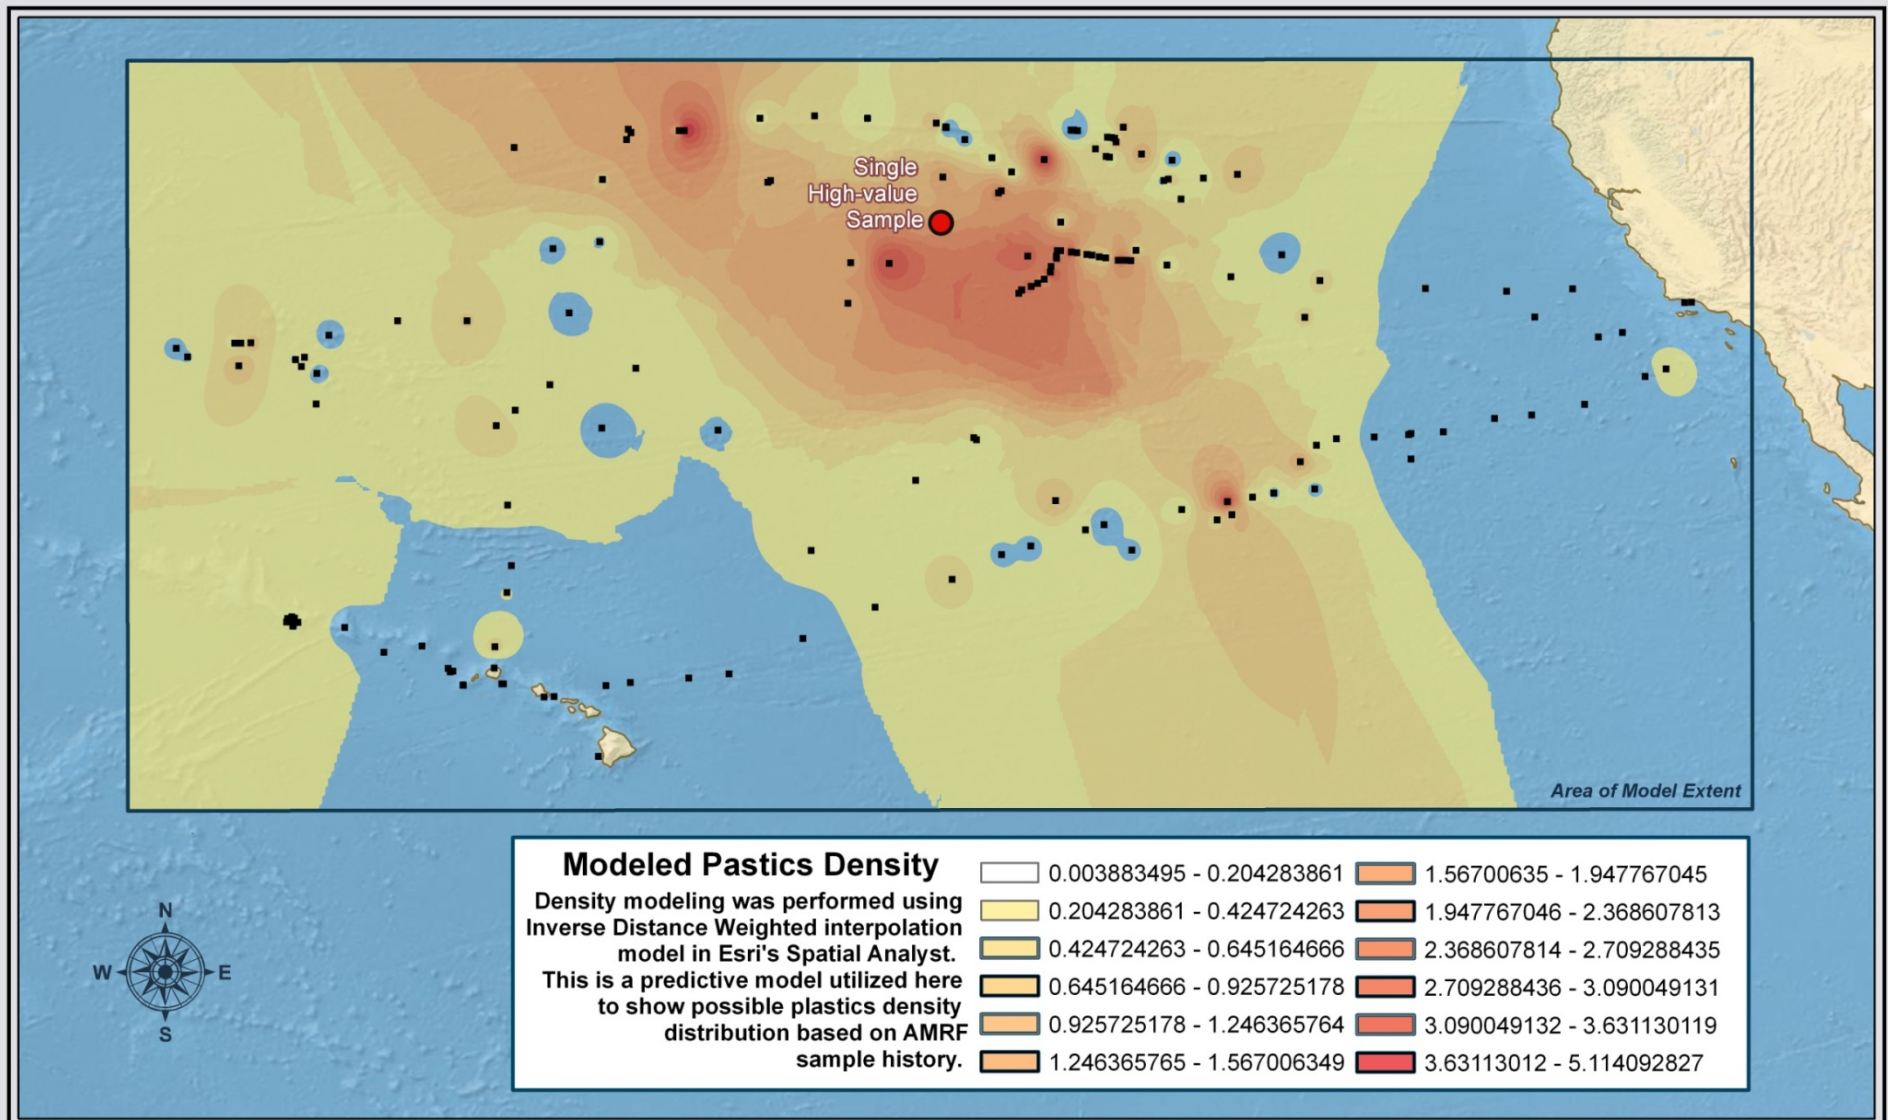 Single
High-value
Sample
Area of Model Extent
Modeled Pastics Density
Density modeling was performed using
Inverse Distance Weighted interpolation
model in Esri's Spatial Analyst.
This is a predictive model utilized here
to show possible plastics density
distribution based on AMRF
sample history.
0.003883495 - 0.204283861
0.204283861 - 0.424724263
0.424724263 - 0.645164666
0.645164666 - 0.925725178
0.925725178 - 1.246365764
1.246365765 - 1.567006349
1.56700635 - 1.947767045
1.947767046 - 2.368607813
2.368607814 - 2.709288435
2.709288436 - 3.090049131
3.090049132 - 3.631130119
3.63113012 - 5.114092827
N
W E
S